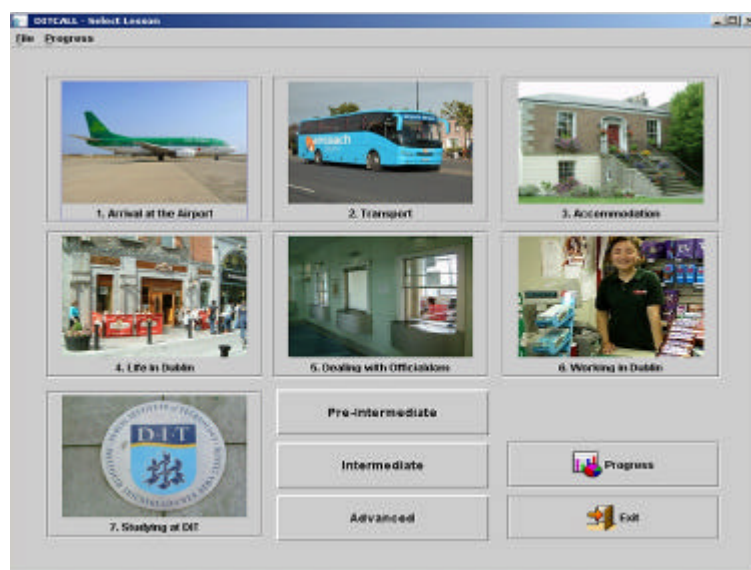 DITCALL - Select Lesson
File Progress
1. Arrival at the Airport
2. Transport
3. Accommodation
4. Life in Dublin
5. Dealing with Officialdom
6. Working in Dublin
D·I·T
7. Studying at DIT
Pre-Intermediate
Intermediate
Advanced
Progress
Exit